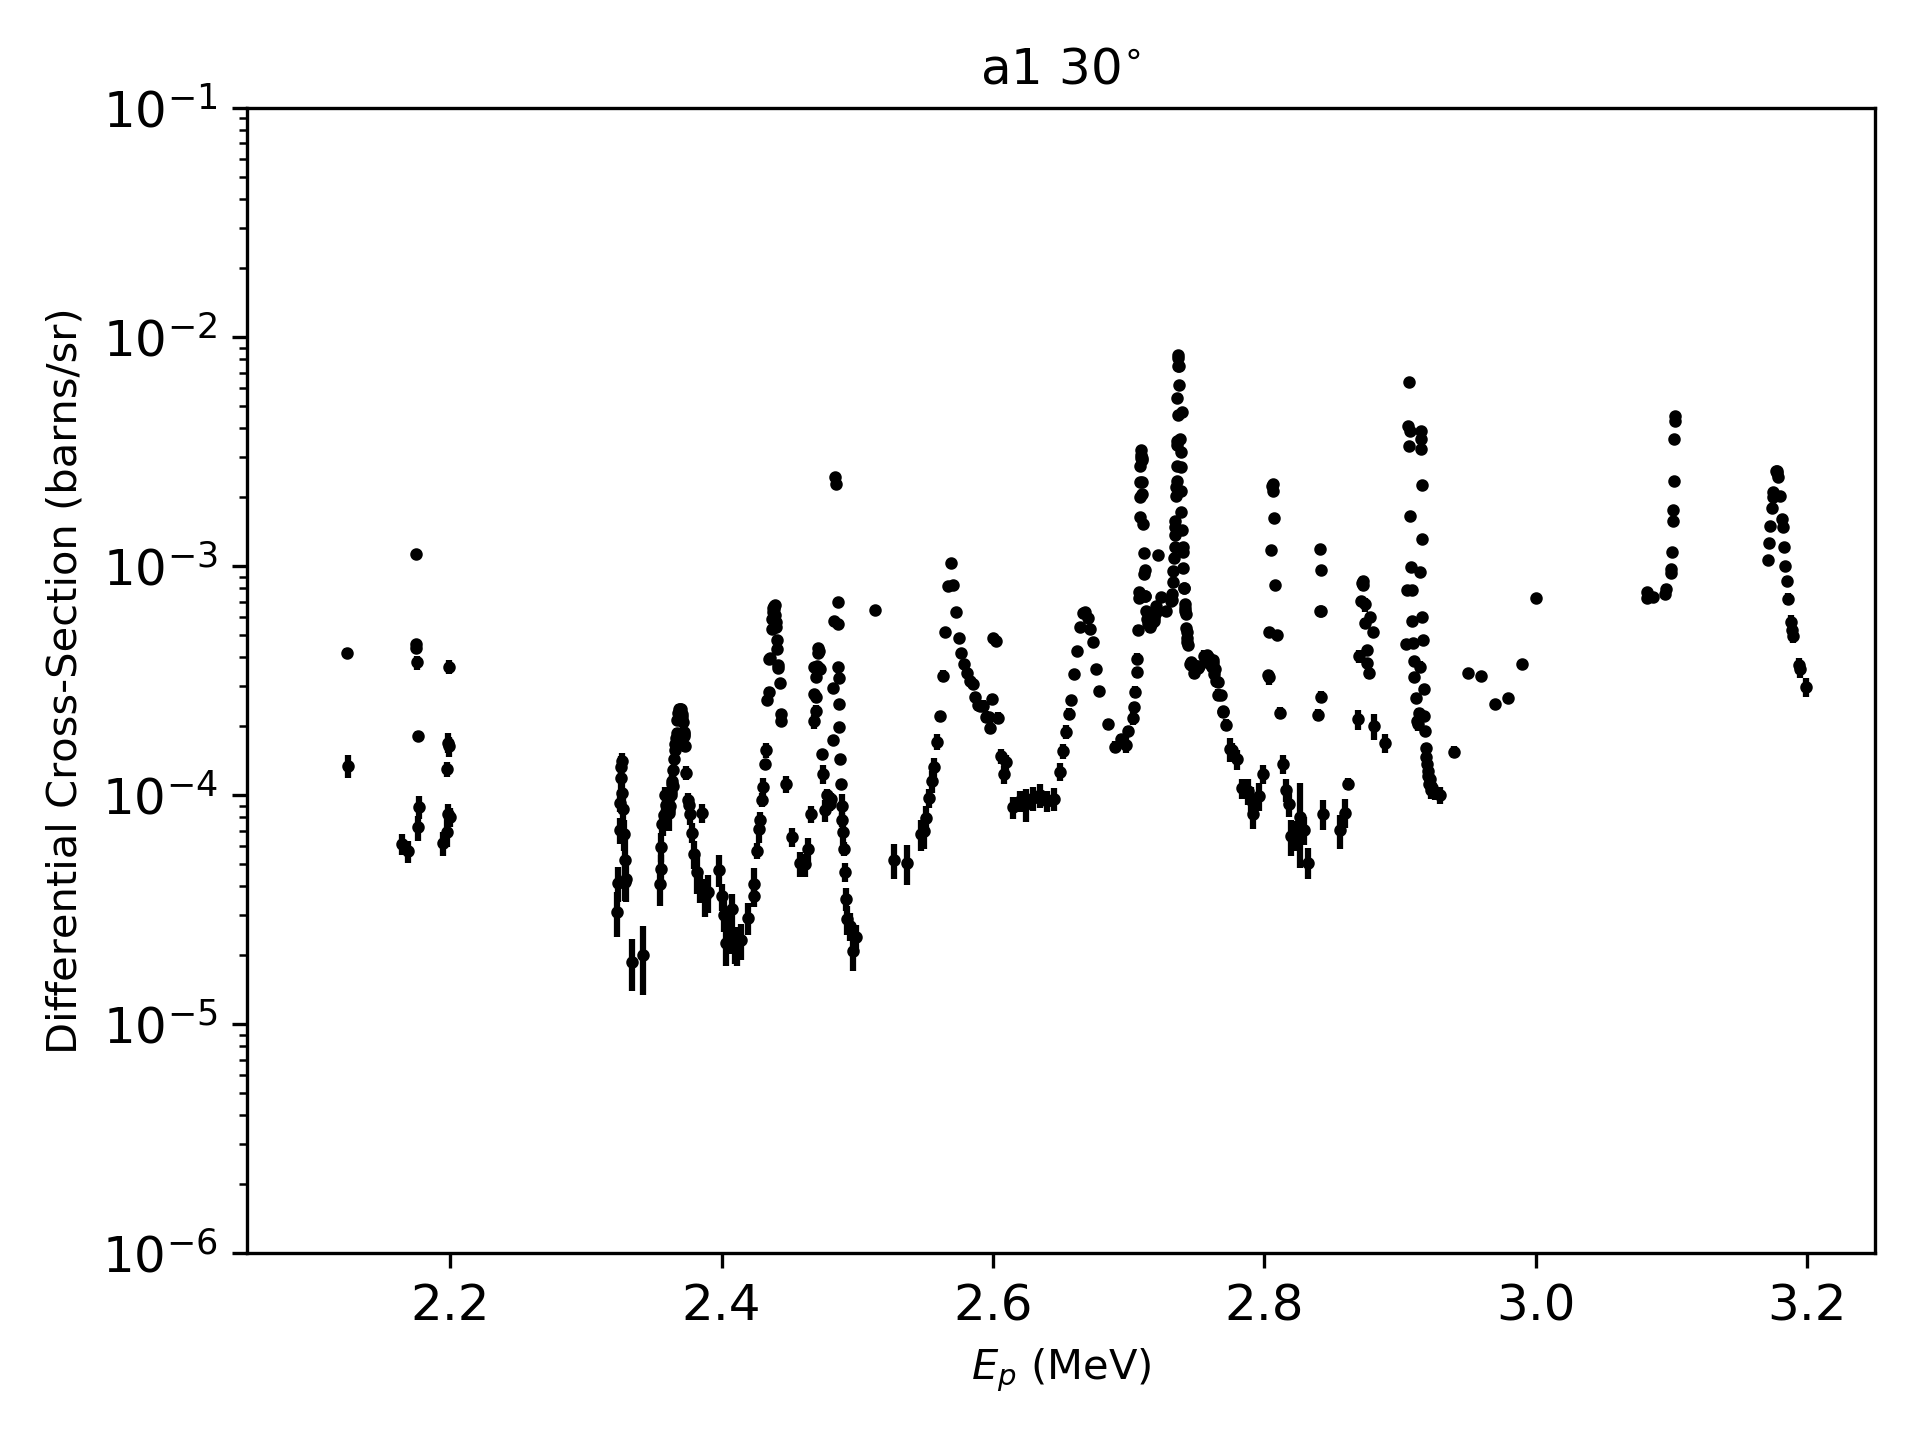 a1 30°
10⁻¹
10⁻²
10⁻³
10⁻⁴
10⁻⁵
10⁻⁶
Differential Cross-Section (barns/sr)
2.2 2.4 2.6 2.8 3.0 3.2
Eₚ (MeV)